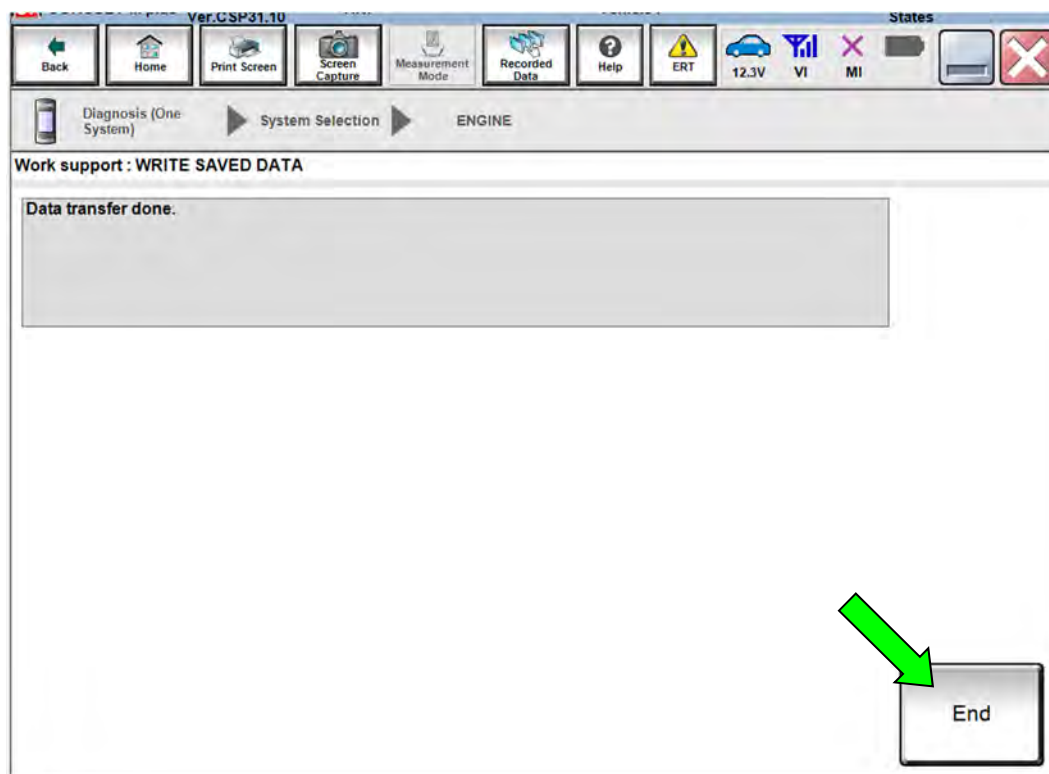 Ver.CSP31.10
States
Back
Home
Print Screen
Screen
Capture
Measurement
Mode
Recorded
Data
Help
ERT
12.3V
VI
MI
Diagnosis (One
System)
System Selection
ENGINE
Work support : WRITE SAVED DATA
Data transfer done.
End